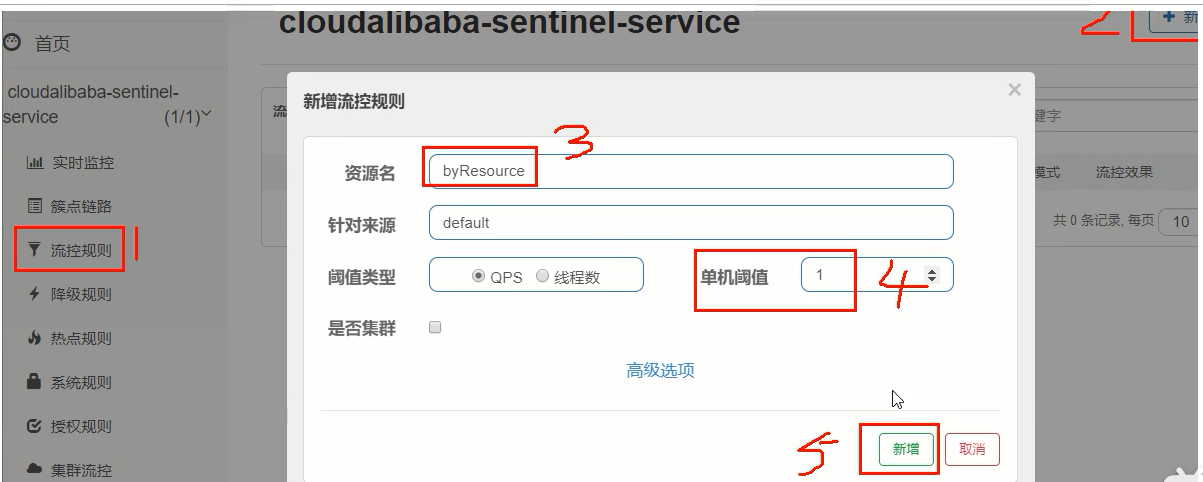 cloudalibaba-sentinel-service
2
新
首页
cloudalibaba-sentinel-
service (1/1)
实时监控
簇点链路
流控规则 1
降级规则
热点规则
系统规则
授权规则
集群流控
流
键字
模式 流控效果
共 0 条记录, 每页 10
新增流控规则 ×
3
资源名 byResource
针对来源 default
阈值类型 QPS 线程数 单机阈值 1 4
是否集群
高级选项
5 新增 取消